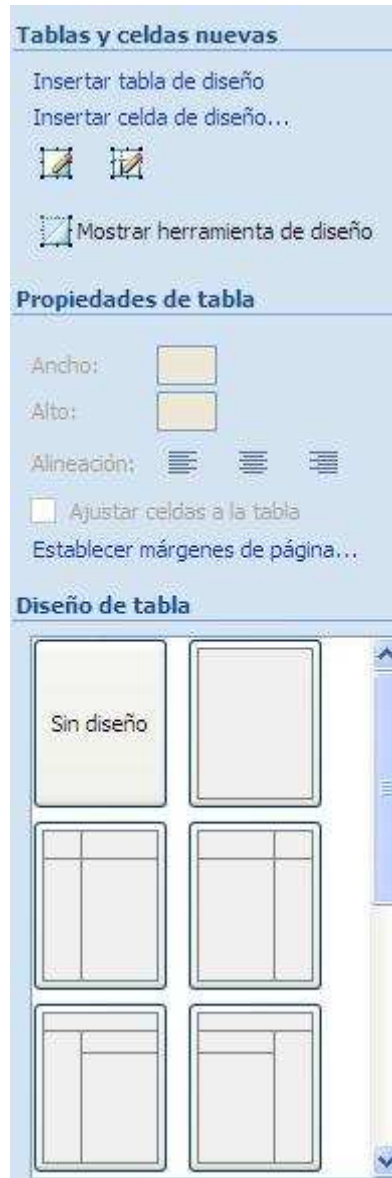 Tablas y celdas nuevas
Insertar tabla de diseño
Insertar celda de diseño...
Mostrar herramienta de diseño
Propiedades de tabla
Ancho:
Alto:
Alineación:
Ajustar celdas a la tabla
Establecer márgenes de página...
Diseño de tabla
Sin diseño